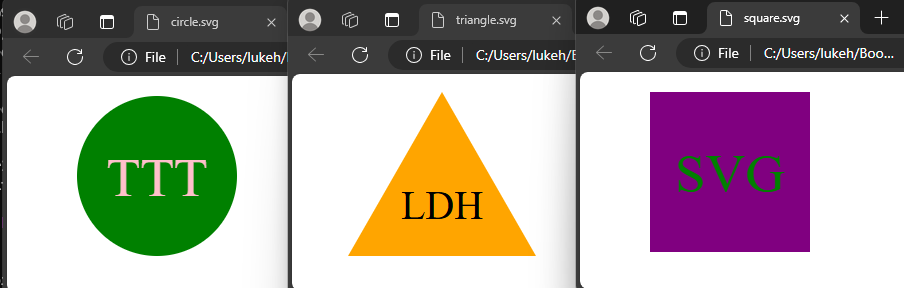 circle.svg
File
C:/Users/lukeh/
TTT
triangle.svg
File
C:/Users/lukeh/
LDH
square.svg
File
C:/Users/lukeh/Boo...
SVG